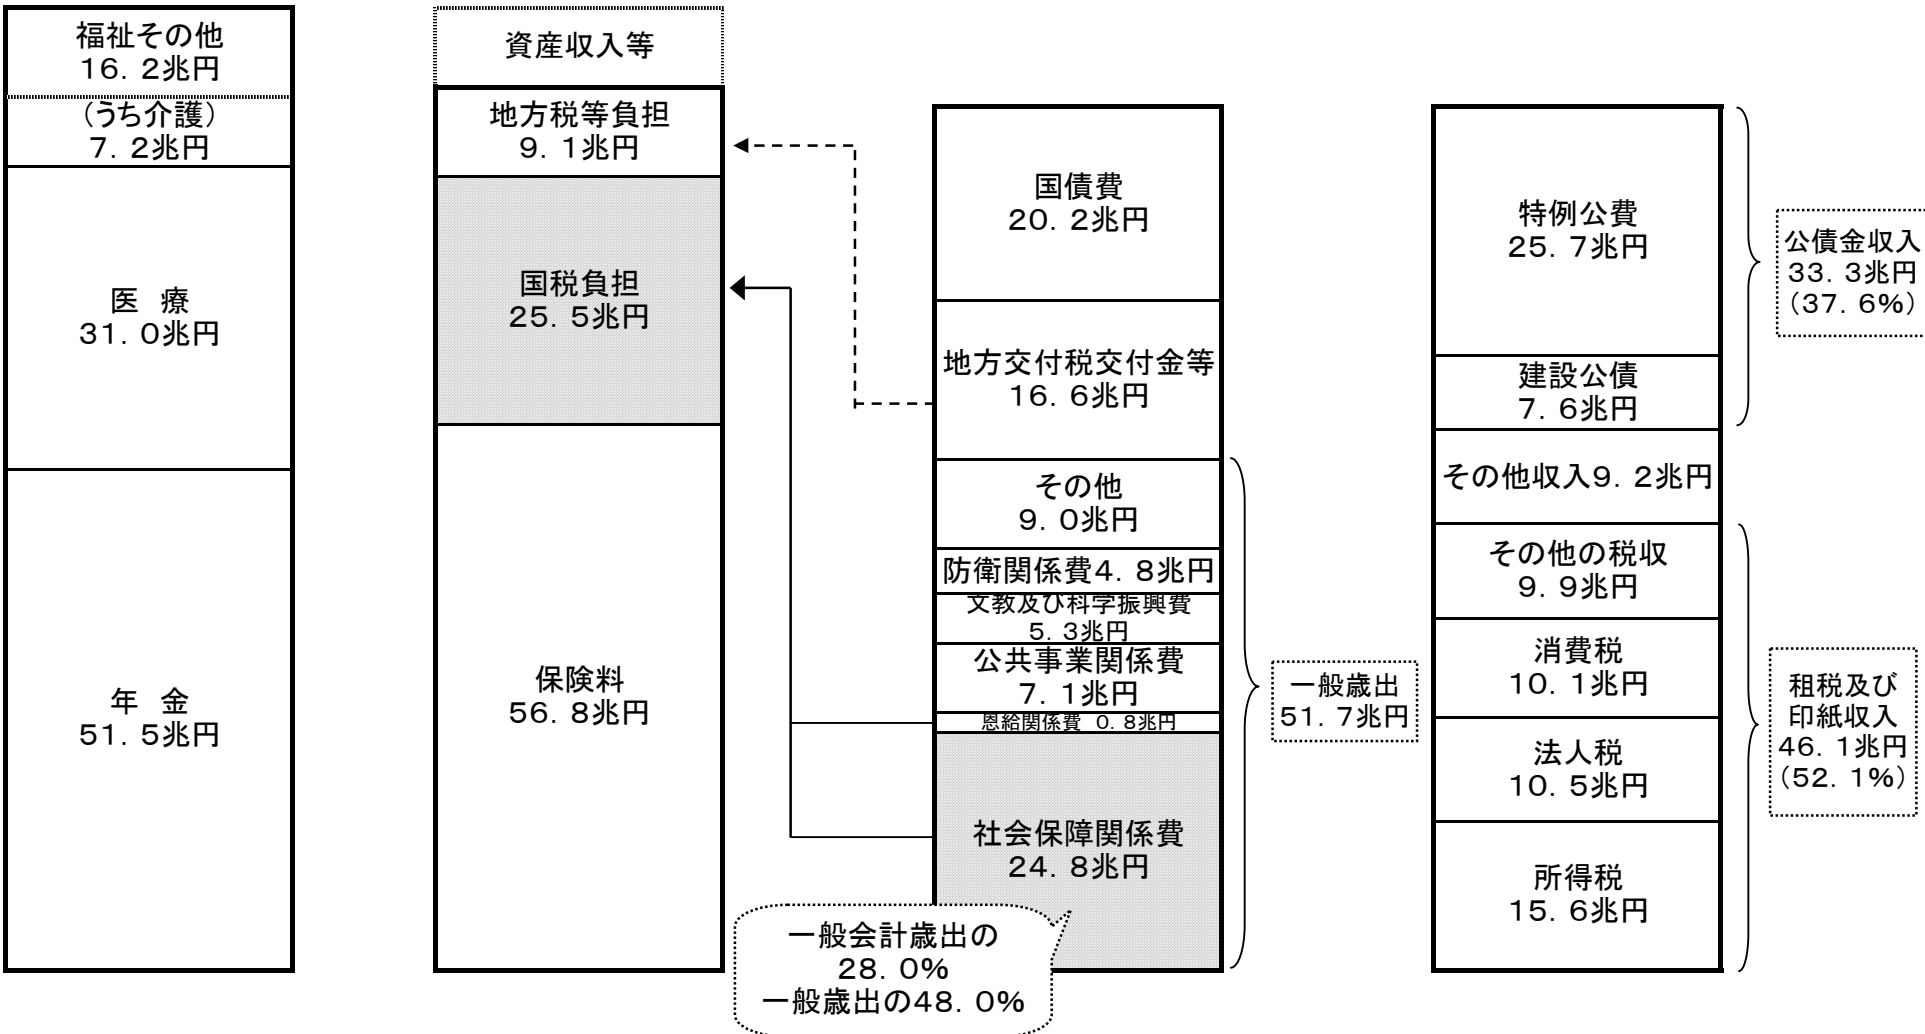 福祉その他
16．2兆円
（うち介護）
7．2兆円
医　療
31．0兆円
年　金
51．5兆円
資産収入等
地方税等負担
9．1兆円
国税負担
25．5兆円
保険料
56．8兆円
国債費
20．2兆円
地方交付税交付金等
16．6兆円
その他
9．0兆円
防衛関係費4．8兆円
文教及び科学振興費
5．3兆円
公共事業関係費
7．1兆円
恩給関係費　0．8兆円
社会保障関係費
24．8兆円
一般会計歳出の
28．0%
一般歳出の48．0%
一般歳出
51．7兆円
特例公費
25．7兆円
建設公債
7．6兆円
その他収入9．2兆円
その他の税収
9．9兆円
消費税
10．1兆円
法人税
10．5兆円
所得税
15．6兆円
公債金収入
33．3兆円
（37．6%）
租税及び
印紙収入
46．1兆円
（52．1%）